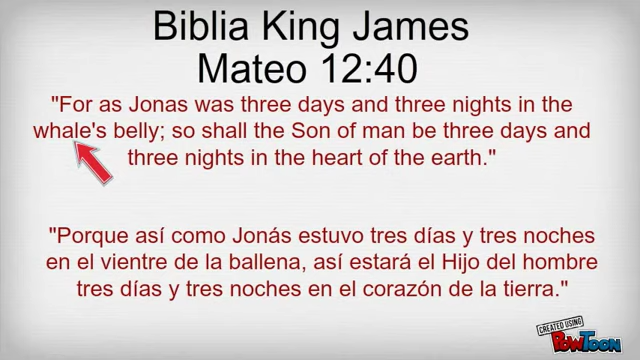 Biblia King James
Mateo 12:40
"For as Jonas was three days and three nights in the
whale's belly; so shall the Son of man be three days and
three nights in the heart of the earth."
"Porque así como Jonás estuvo tres días y tres noches
en el vientre de la ballena, así estará el Hijo del hombre
tres días y tres noches en el corazón de la tierra."
CREATED USING
POWTOON